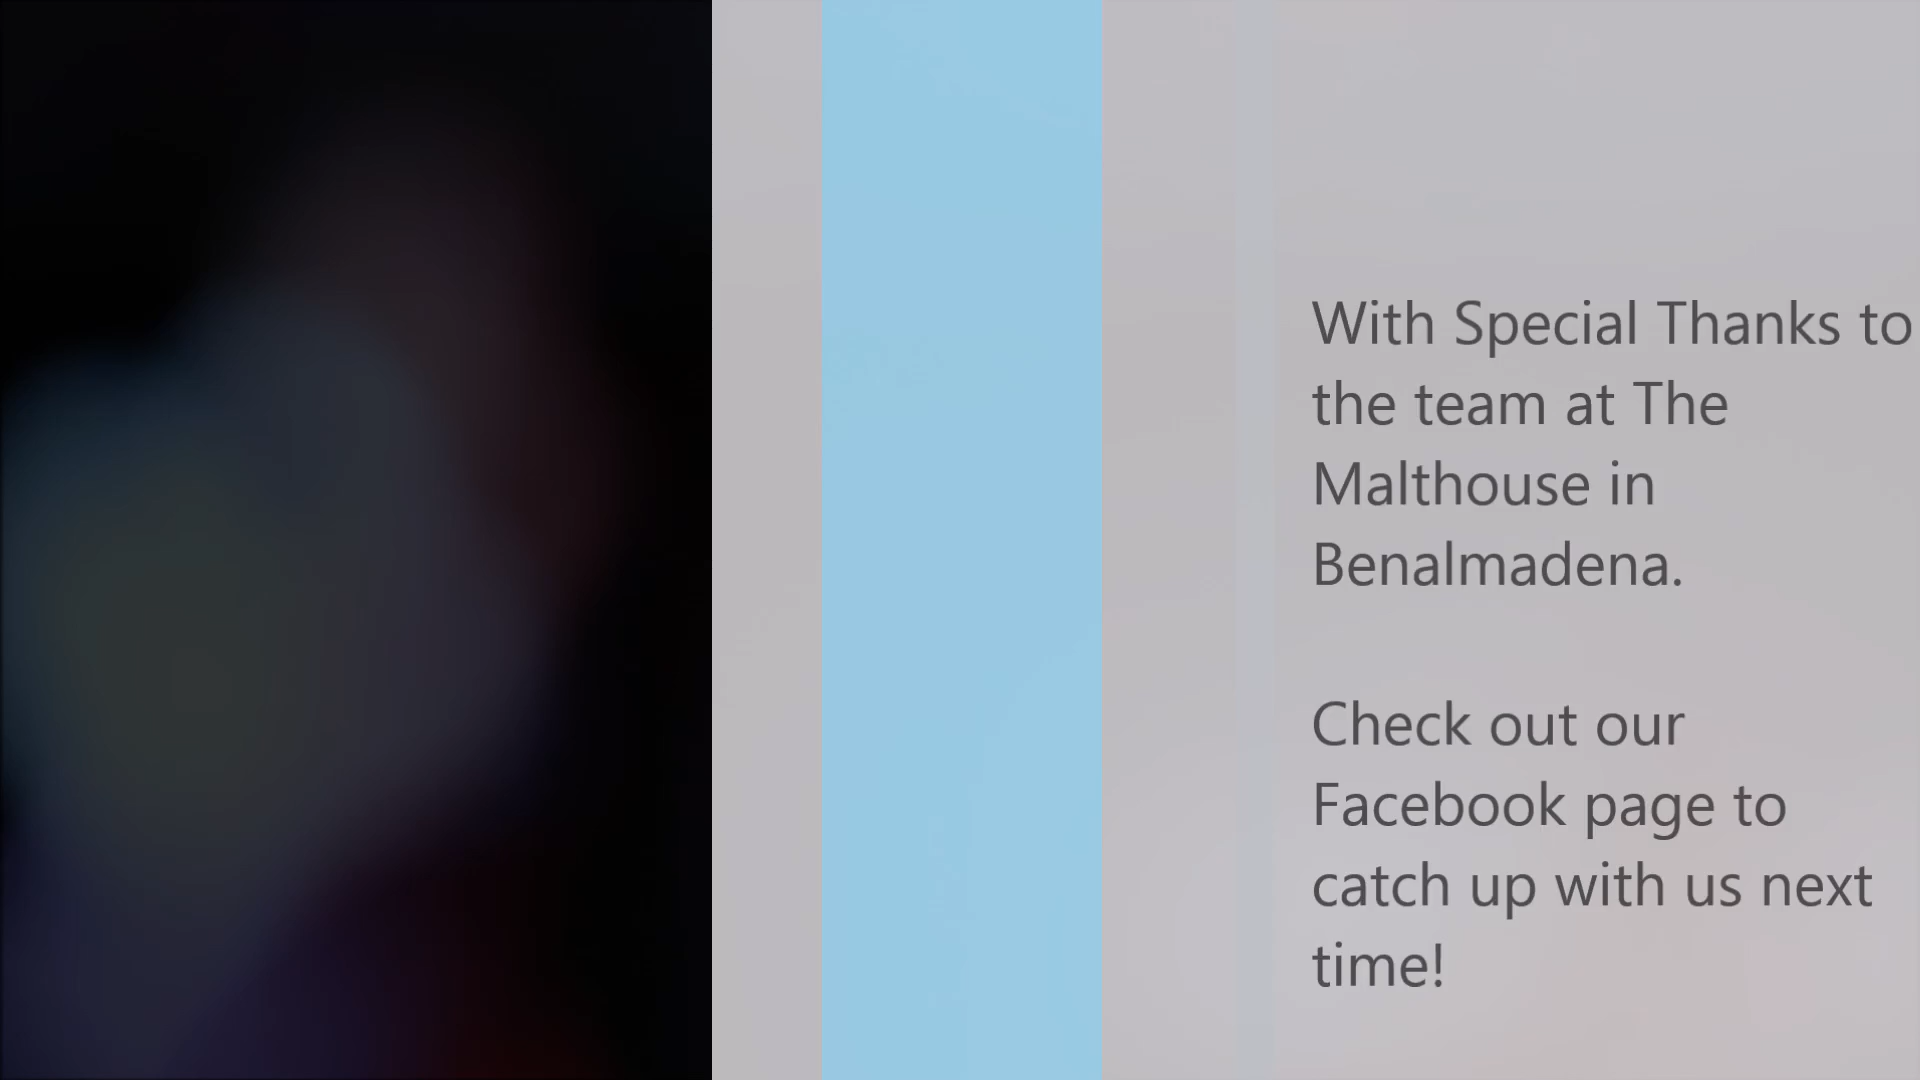 With Special Thanks to
the team at The
Malthouse in
Benalmadena.
Check out our
Facebook page to
catch up with us next
time!